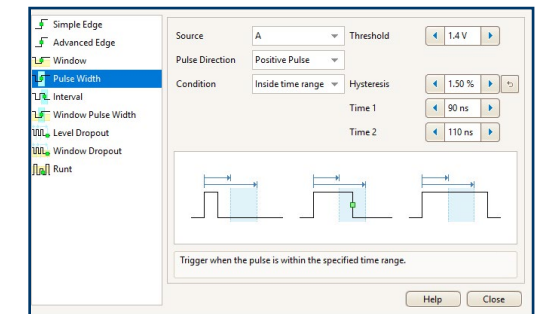 Simple Edge
Advanced Edge
Window
Pulse Width
Interval
Window Pulse Width
Level Dropout
Window Dropout
Runt
Source A Threshold 1.4 V
Pulse Direction Positive Pulse
Condition Inside time range Hysteresis 1.50 %
Time 1 90 ns
Time 2 110 ns
Trigger when the pulse is within the specified time range.
Help Close